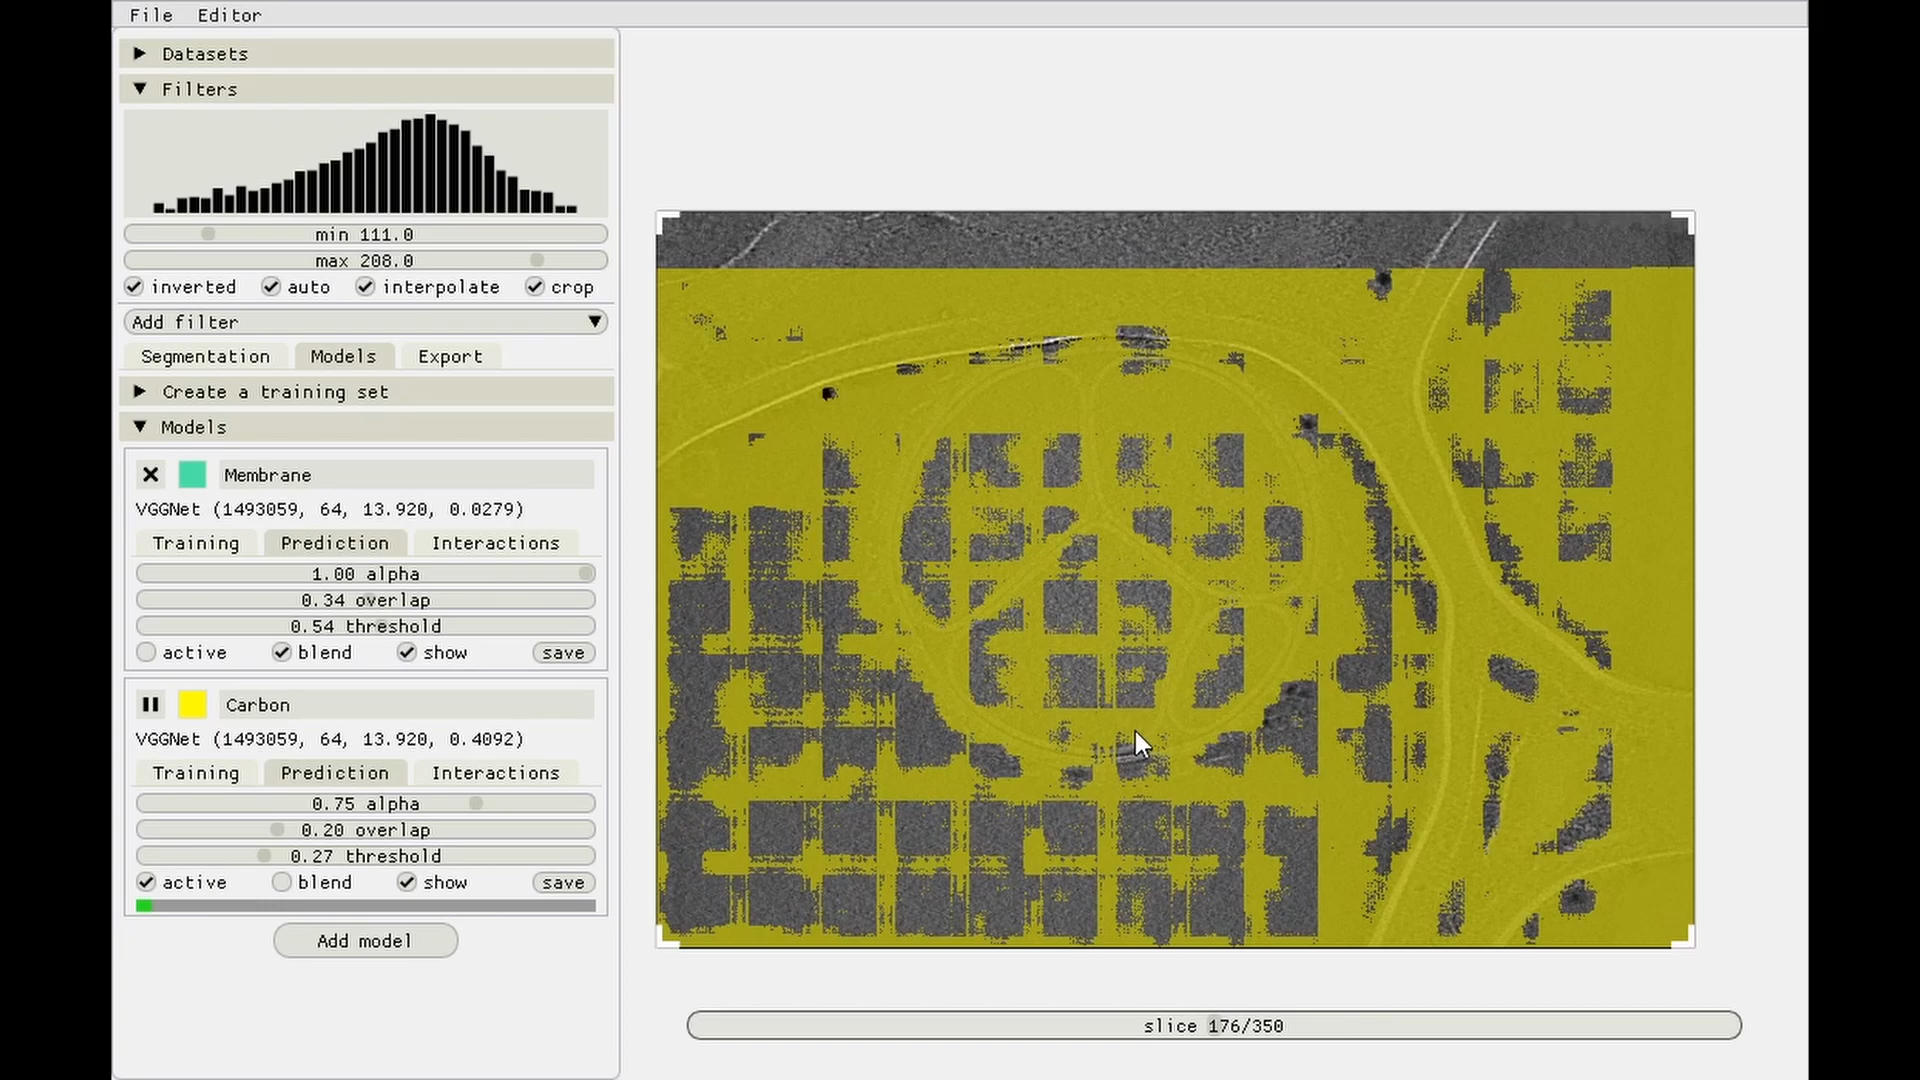 File Editor
Datasets
Filters
min 111.0
max 208.0
inverted auto interpolate crop
Add filter
Segmentation Models Export
Create a training set
Models
Membrane
VGGNet (1493059, 64, 13.920, 0.0279)
Training Prediction Interactions
1.00 alpha
0.34 overlap
0.54 threshold
active blend show save
Carbon
VGGNet (1493059, 64, 13.920, 0.4092)
Training Prediction Interactions
0.75 alpha
0.20 overlap
0.27 threshold
active blend show save
Add model
slice 176/350